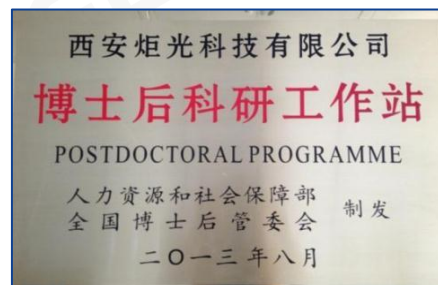 西安炬光科技有限公司
博士后科研工作站
POSTDOCTORAL PROGRAMME
人力资源和社会保障部
全国博士后管委会
制发
二〇一三年八月